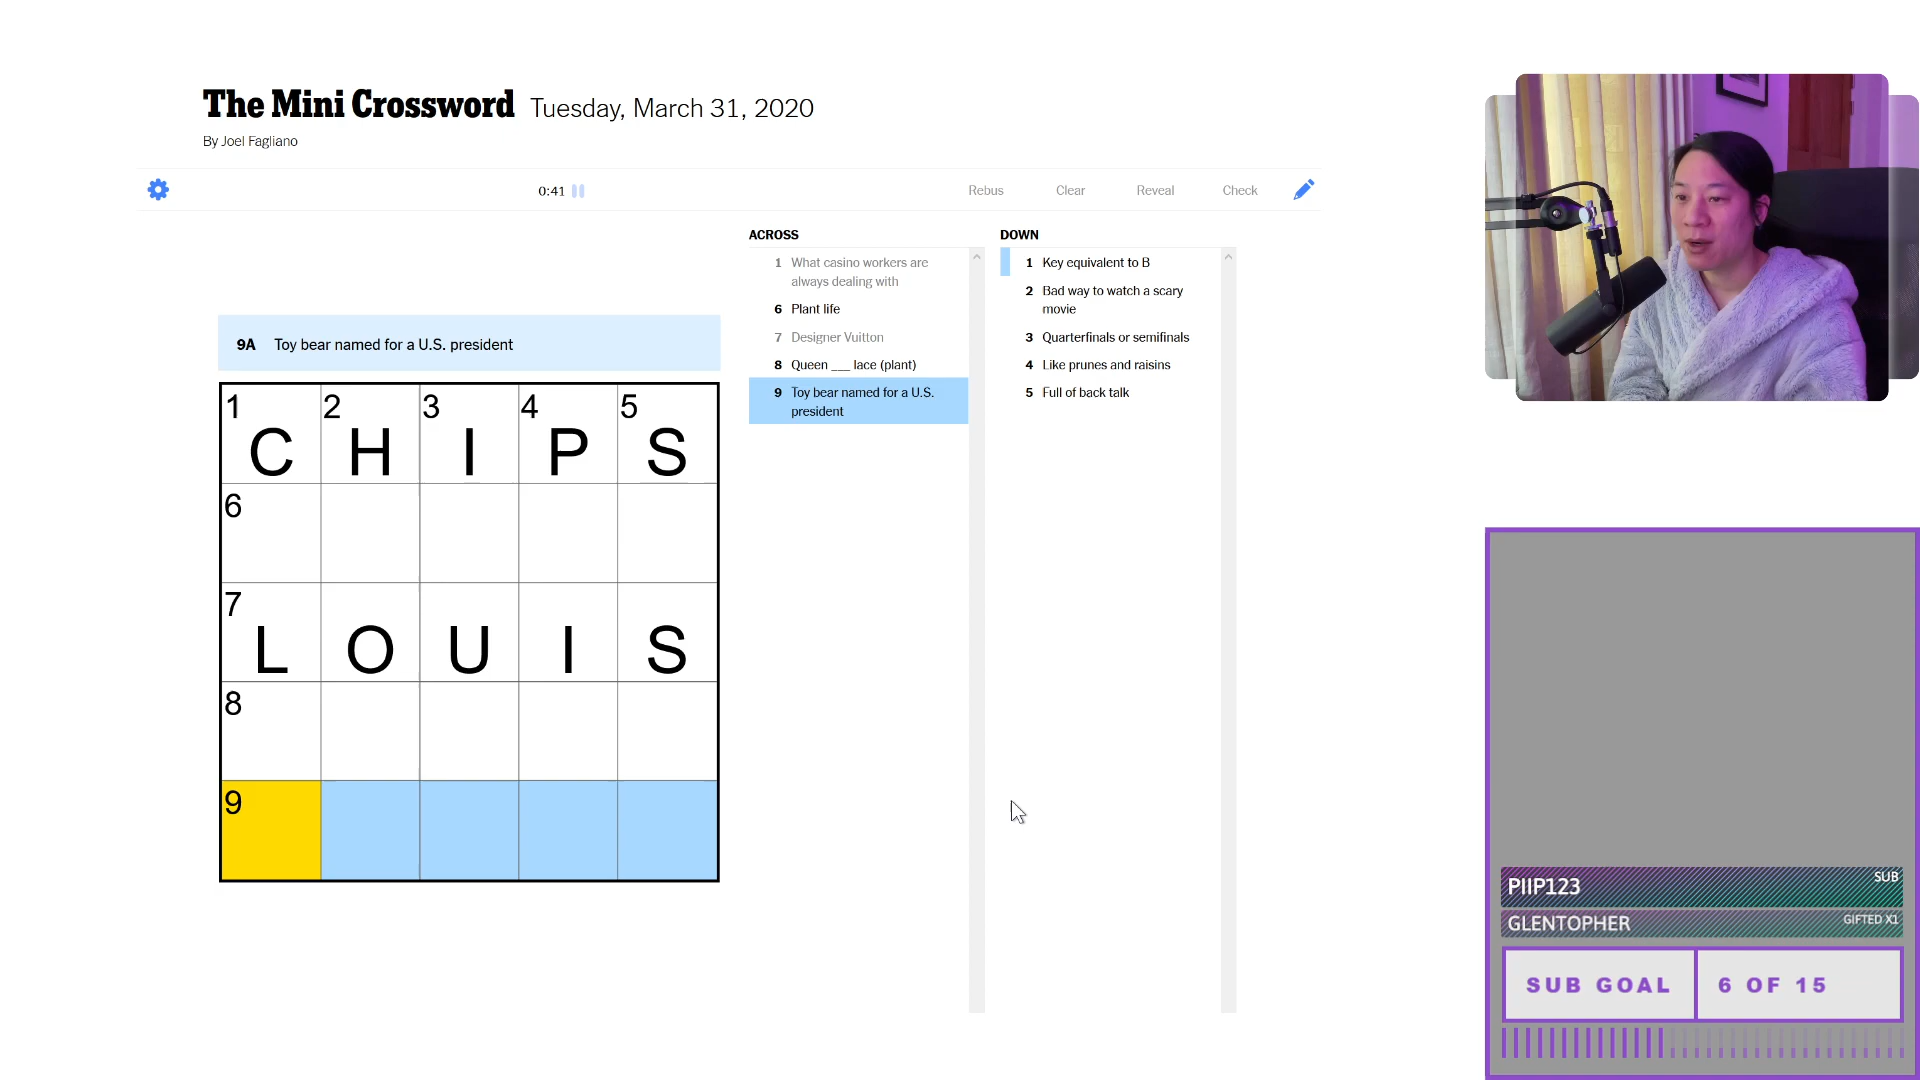 The Mini Crossword Tuesday, March 31, 2020
By Joel Fagliano
0:41
Rebus Clear Reveal Check
9A Toy bear named for a U.S. president
1 2 3 4 5
C H I P S
6
7
L O U I S
8
9
ACROSS
1 What casino workers are
always dealing with
6 Plant life
7 Designer Vuitton
8 Queen ___ lace (plant)
9 Toy bear named for a U.S.
president
DOWN
1 Key equivalent to B
2 Bad way to watch a scary
movie
3 Quarterfinals or semifinals
4 Like prunes and raisins
5 Full of back talk
PIIP123 SUB
GLENTOPHER GIFTED X1
SUB GOAL 6 OF 15